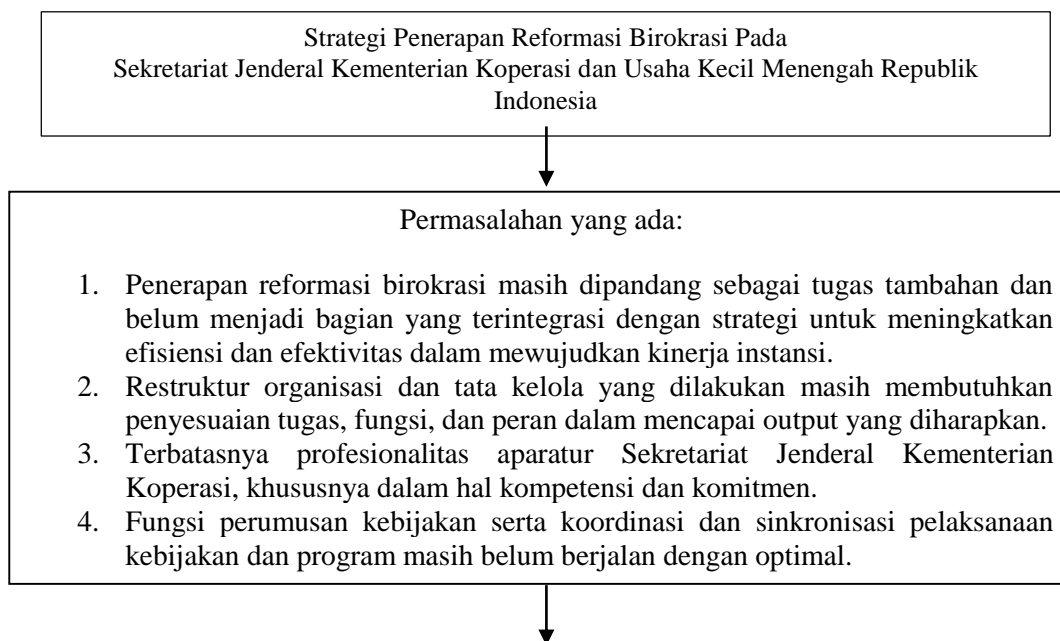 Strategi Penerapan Reformasi Birokrasi Pada
Sekretariat Jenderal Kementerian Koperasi dan Usaha Kecil Menengah Republik
Indonesia
Permasalahan yang ada:
1. Penerapan reformasi birokrasi masih dipandang sebagai tugas tambahan dan
belum menjadi bagian yang terintegrasi dengan strategi untuk meningkatkan
efisiensi dan efektivitas dalam mewujudkan kinerja instansi.
2. Restruktur organisasi dan tata kelola yang dilakukan masih membutuhkan
penyesuaian tugas, fungsi, dan peran dalam mencapai output yang diharapkan.
3. Terbatasnya profesionalitas aparatur Sekretariat Jenderal Kementerian
Koperasi, khususnya dalam hal kompetensi dan komitmen.
4. Fungsi perumusan kebijakan serta koordinasi dan sinkronisasi pelaksanaan
kebijakan dan program masih belum berjalan dengan optimal.